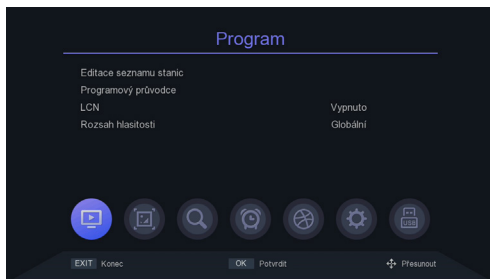 Program
Editace seznamu stanic
Programový průvodce
LCN Vypnuto
Rozsah hlasitosti Globální
USB
EXIT Konec OK Potvrdit Přesunout